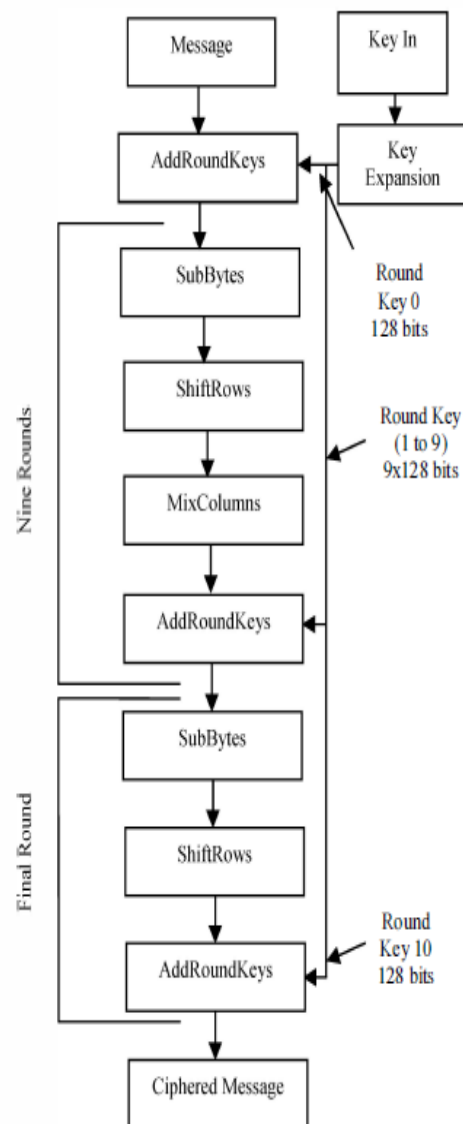 Message
Key In
AddRoundKeys
Key
Expansion
SubBytes
Round
Key 0
128 bits
ShiftRows
Round Key
(1 to 9)
9x128 bits
Nine Rounds
MixColumns
AddRoundKeys
SubBytes
Final Round
ShiftRows
Round
Key 10
128 bits
AddRoundKeys
Ciphered Message